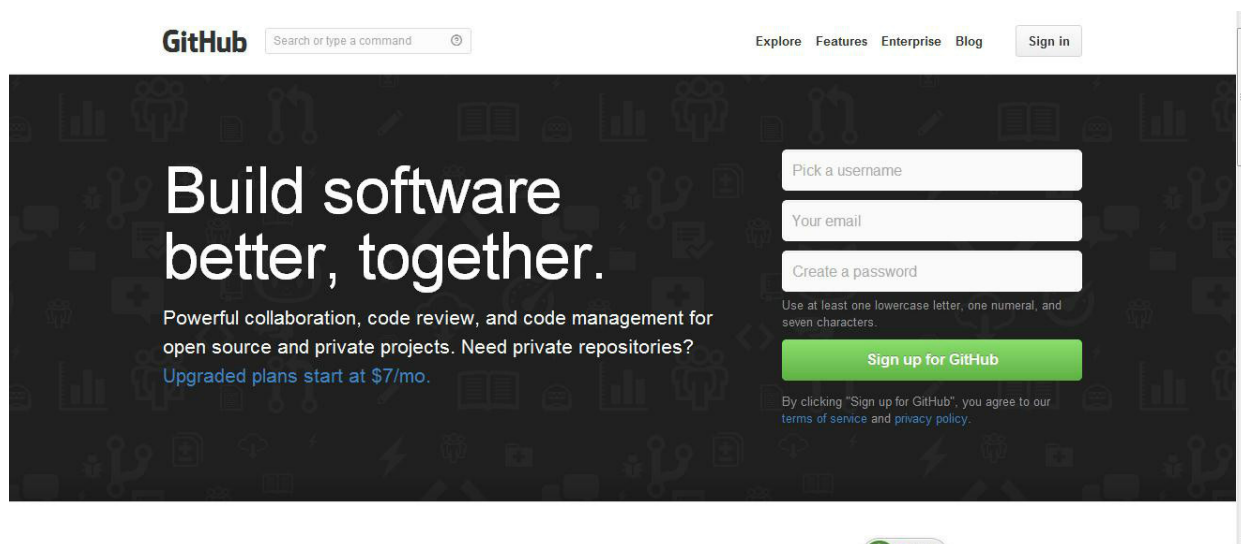 GitHub
Search or type a command
Explore Features Enterprise Blog Sign in
Build software
better, together.
Powerful collaboration, code review, and code management for
open source and private projects. Need private repositories?
Upgraded plans start at $7/mo.
Pick a username
Your email
Create a password
Use at least one lowercase letter, one numeral, and
seven characters.
Sign up for GitHub
By clicking "Sign up for GitHub", you agree to our
terms of service and privacy policy.